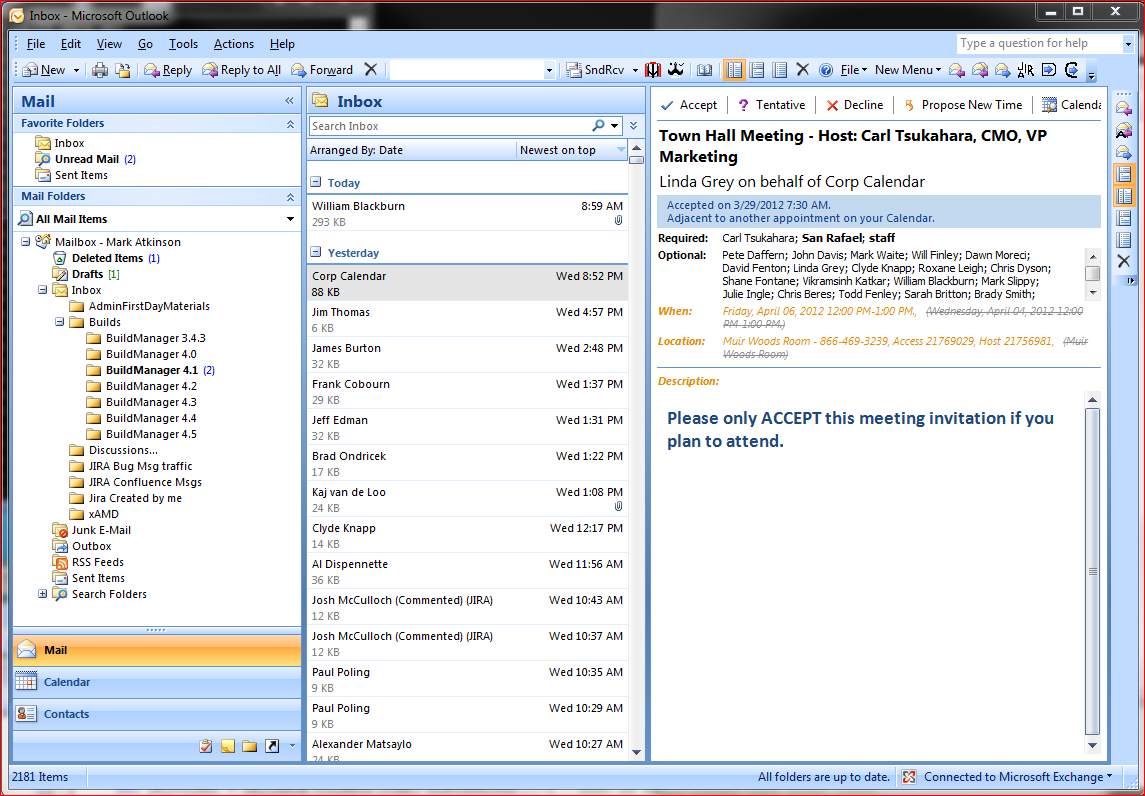 Inbox - Microsoft Outlook
File Edit View Go Tools Actions Help
Type a question for help
New Reply Reply to All Forward SndRcv File New Menu
Mail
Favorite Folders
Inbox
Unread Mail (2)
Sent Items
Mail Folders
All Mail Items
Mailbox - Mark Atkinson
Deleted Items (1)
Drafts [1]
Inbox
AdminFirstDayMaterials
Builds
BuildManager 3.4.3
BuildManager 4.0
BuildManager 4.1 (2)
BuildManager 4.2
BuildManager 4.3
BuildManager 4.4
BuildManager 4.5
Discussions...
JIRA Bug Msg traffic
JIRA Confluence Msgs
Jira Created by me
xAMD
Junk E-Mail
Outbox
RSS Feeds
Sent Items
Search Folders
Mail
Calendar
Contacts
Inbox
Search Inbox
Arranged By: Date Newest on top
Today
William Blackburn 8:59 AM
293 KB
Yesterday
Corp Calendar Wed 8:52 PM
88 KB
Jim Thomas Wed 4:57 PM
6 KB
James Burton Wed 2:48 PM
32 KB
Frank Cobourn Wed 1:37 PM
29 KB
Jeff Edman Wed 1:31 PM
32 KB
Brad Ondricek Wed 1:22 PM
17 KB
Kaj van de Loo Wed 1:08 PM
24 KB
Clyde Knapp Wed 12:17 PM
14 KB
Al Dispennette Wed 11:56 AM
36 KB
Josh McCulloch (Commented) (JIRA) Wed 10:43 AM
12 KB
Josh McCulloch (Commented) (JIRA) Wed 10:37 AM
12 KB
Paul Poling Wed 10:35 AM
9 KB
Paul Poling Wed 10:29 AM
9 KB
Alexander Matsaylo Wed 10:27 AM
24 KB
Accept Tentative Decline Propose New Time Calenda
Town Hall Meeting - Host: Carl Tsukahara, CMO, VP
Marketing
Linda Grey on behalf of Corp Calendar
Accepted on 3/29/2012 7:30 AM.
Adjacent to another appointment on your Calendar.
Required: Carl Tsukahara; San Rafael; staff
Optional: Pete Daffern; John Davis; Mark Waite; Will Finley; Dawn Moreci;
David Fenton; Linda Grey; Clyde Knapp; Roxane Leigh; Chris Dyson;
Shane Fontane; Vikramsinh Katkar; William Blackburn; Mark Slippy;
Julie Ingle; Chris Beres; Todd Fenley; Sarah Britton; Brady Smith;
When: Friday, April 06, 2012 12:00 PM-1:00 PM., (Wednesday, April 04, 2012 12:00
PM-1:00 PM.)
Location: Muir Woods Room - 866-469-3239, Access 21769029, Host 21756981, (Muir
Woods Room)
Description:
Please only ACCEPT this meeting invitation if you
plan to attend.
2181 Items
All folders are up to date. Connected to Microsoft Exchange